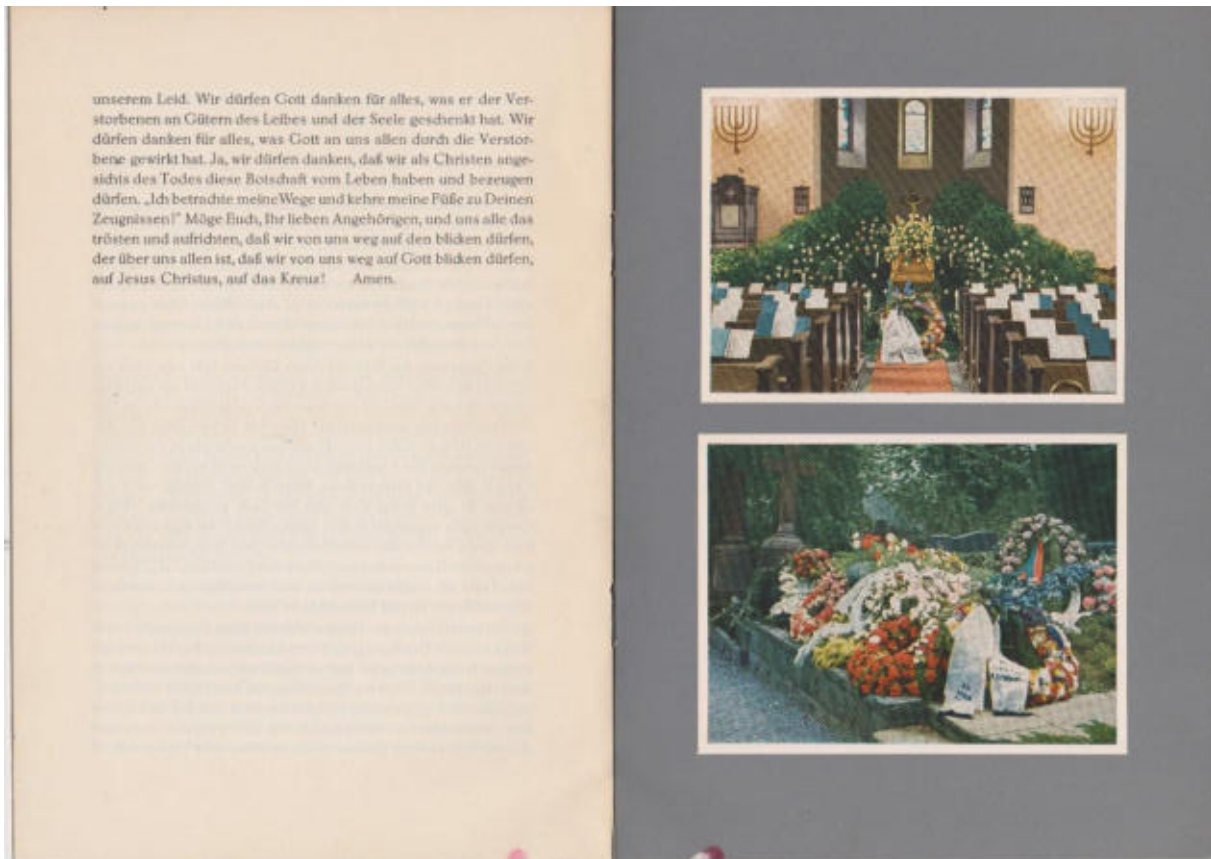 unserem Leid. Wir dürfen Gott danken für alles, was er der Ver-
storbenen an Gütern des Leibes und der Seele geschenkt hat. Wir
dürfen danken für alles, was Gott an uns allen durch die Verstor-
bene gewirkt hat. Ja, wir dürfen danken, daß wir als Christen ange-
sichts des Todes diese Botschaft vom Leben haben und bezeugen
dürfen. „Ich betrachte meine Wege und kehre meine Füße zu Deinen
Zeugnissen!" Möge Euch, Ihr lieben Angehörigen, und uns alle das
trösten und aufrichten, daß wir von uns weg auf den blicken dürfen,
der über uns allen ist, daß wir von uns weg auf Gott blicken dürfen,
auf Jesus Christus, auf das Kreuz! Amen.